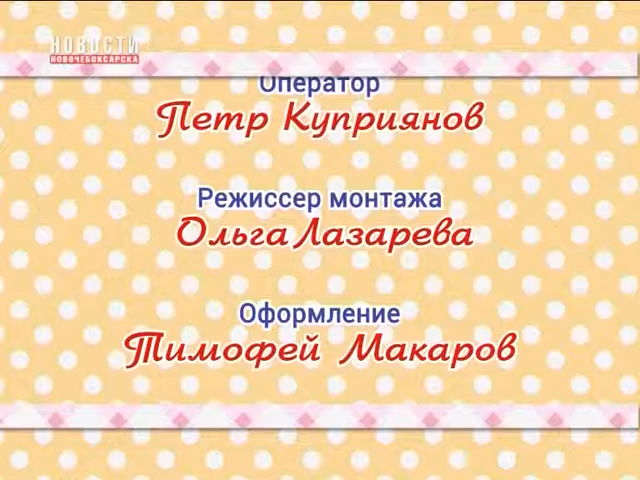 НОВОСТИ
НОВОЧЕБОКСАРСКА
Оператор
Петр Куприянов
Режиссер монтажа
Ольга Лазарева
Оформление
Тимофей Макаров